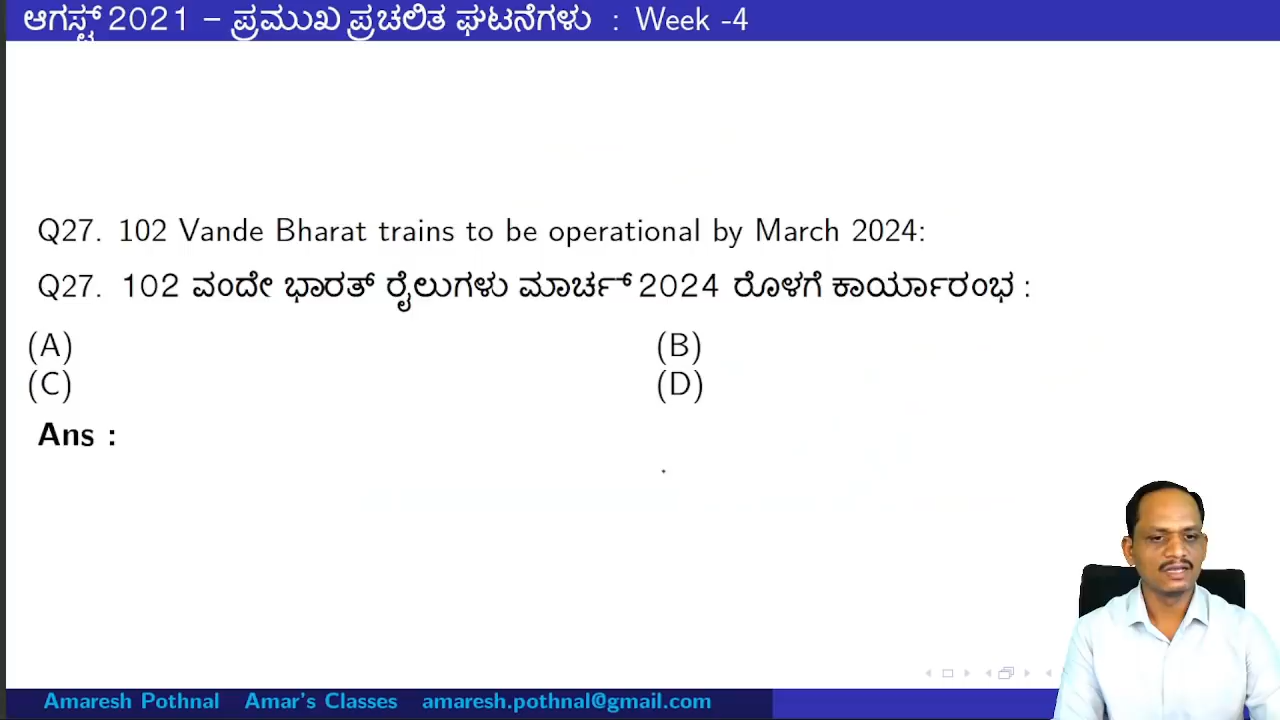 ಆಗಸ್ಟ್ 2021 – ಪ್ರಮುಖ ಪ್ರಚಲಿತ ಘಟನೆಗಳು : Week -4
Q27. 102 Vande Bharat trains to be operational by March 2024:
Q27. 102 ವಂದೇ ಭಾರತ್ ರೈಲುಗಳು ಮಾರ್ಚ್ 2024 ರೊಳಗೆ ಕಾರ್ಯಾರಂಭ :
(A) (B)
(C) (D)
Ans :
Amaresh Pothnal Amar's Classes amaresh.pothnal@gmail.com